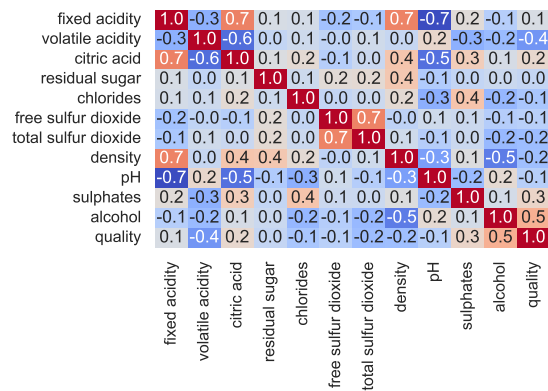 fixed acidity 1.0 -0.3 0.7 0.1 0.1 -0.2 -0.1 0.7 -0.7 0.2 -0.1 0.1
volatile acidity -0.3 1.0 -0.6 0.0 0.1 -0.0 0.1 0.0 0.2 -0.3 -0.2 -0.4
citric acid 0.7 -0.6 1.0 0.1 0.2 -0.1 0.0 0.4 -0.5 0.3 0.1 0.2
residual sugar 0.1 0.0 0.1 1.0 0.1 0.2 0.2 0.4 -0.1 0.0 0.0 0.0
chlorides 0.1 0.1 0.2 0.1 1.0 0.0 0.0 0.2 -0.3 0.4 -0.2 -0.1
free sulfur dioxide -0.2 -0.0 -0.1 0.2 0.0 1.0 0.7 -0.0 0.1 0.1 -0.1 -0.1
total sulfur dioxide -0.1 0.1 0.0 0.2 0.0 0.7 1.0 0.1 -0.1 0.0 -0.2 -0.2
density 0.7 0.0 0.4 0.4 0.2 -0.0 0.1 1.0 -0.3 0.1 -0.5 -0.2
pH -0.7 0.2 -0.5 -0.1 -0.3 0.1 -0.1 -0.3 1.0 -0.2 0.2 -0.1
sulphates 0.2 -0.3 0.3 0.0 0.4 0.1 0.0 0.1 -0.2 1.0 0.1 0.3
alcohol -0.1 -0.2 0.1 0.0 -0.2 -0.1 -0.2 -0.5 0.2 0.1 1.0 0.5
quality 0.1 -0.4 0.2 0.0 -0.1 -0.1 -0.2 -0.2 -0.1 0.3 0.5 1.0
fixed acidity
volatile acidity
citric acid
residual sugar
chlorides
free sulfur dioxide
total sulfur dioxide
density
pH
sulphates
alcohol
quality